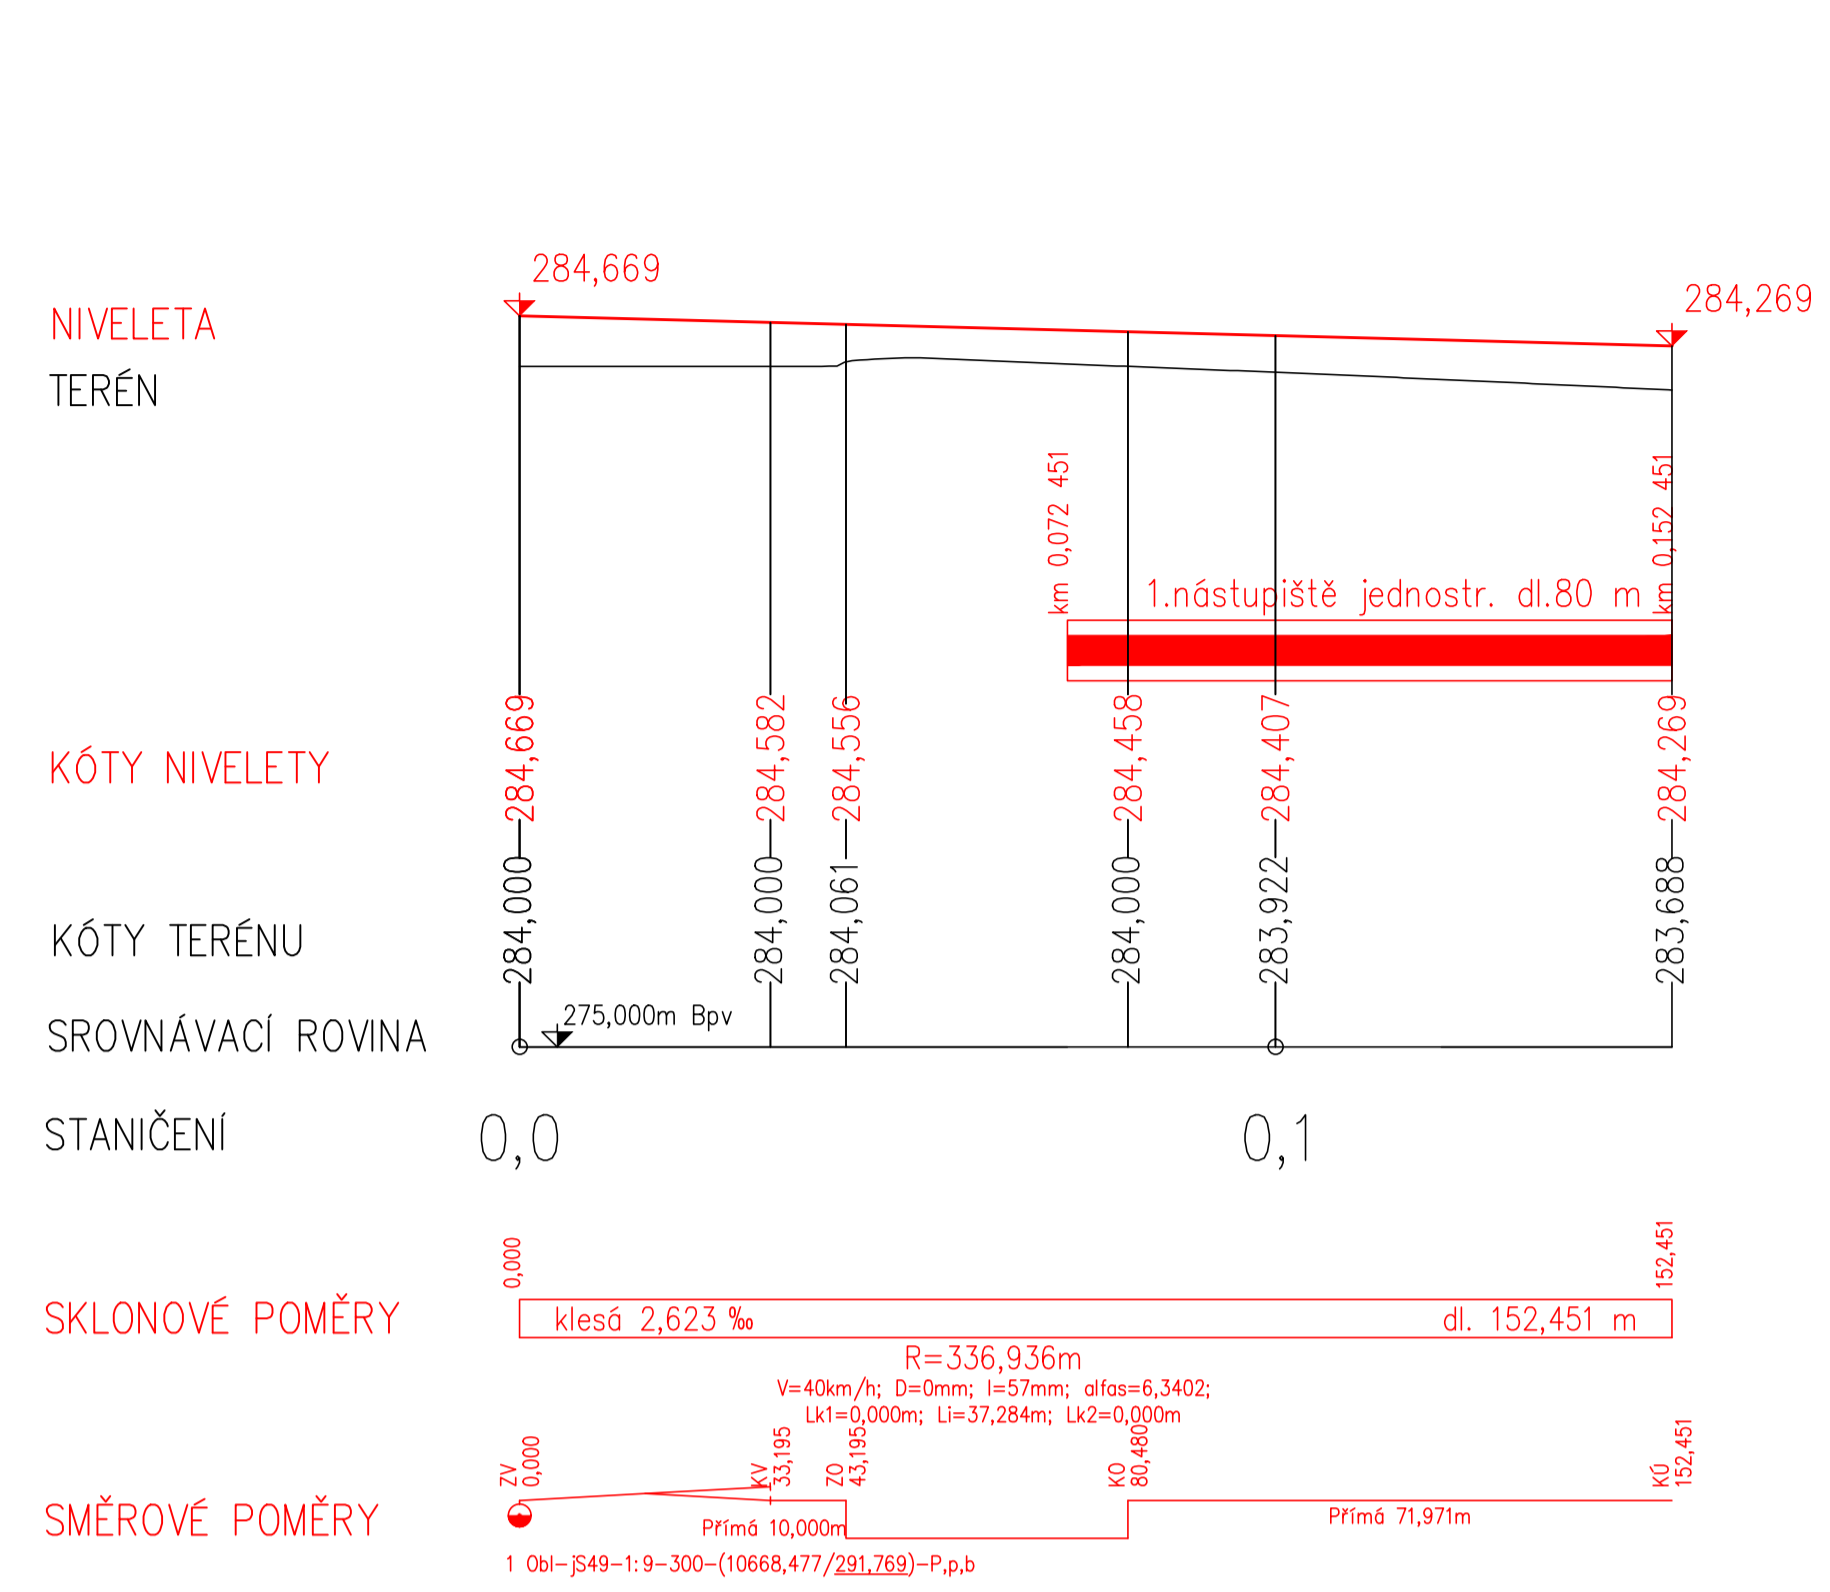 284,669
284,269
NIVELETA
TERÉN
km 0,072 451
km 0,152 451
1.nástupiště jednostr. dl.80 m
KÓTY NIVELETY
284,669
284,582
284,556
284,458
284,407
284,269
KÓTY TERÉNU
284,000
284,000
284,061
284,000
283,922
283,688
SROVNÁVACÍ ROVINA
275,000m Bpv
STANIČENÍ
0,0
0,1
0,000
152,451
SKLONOVÉ POMĚRY
klesá 2,623 ‰
dl. 152,451 m
R=336,936m
V=40km/h; D=0mm; I=57mm; alfas=6,3402;
Lk1=0,000m; Li=37,284m; Lk2=0,000m
SMĚROVÉ POMĚRY
ZV
0,000
KV
33,195
ZO
43,195
KO
80,480
KÚ
152,451
Přímá 10,000m
Přímá 71,971m
1 Obl-jS49-1:9-300-(10668,477/291,769)-P,p,b